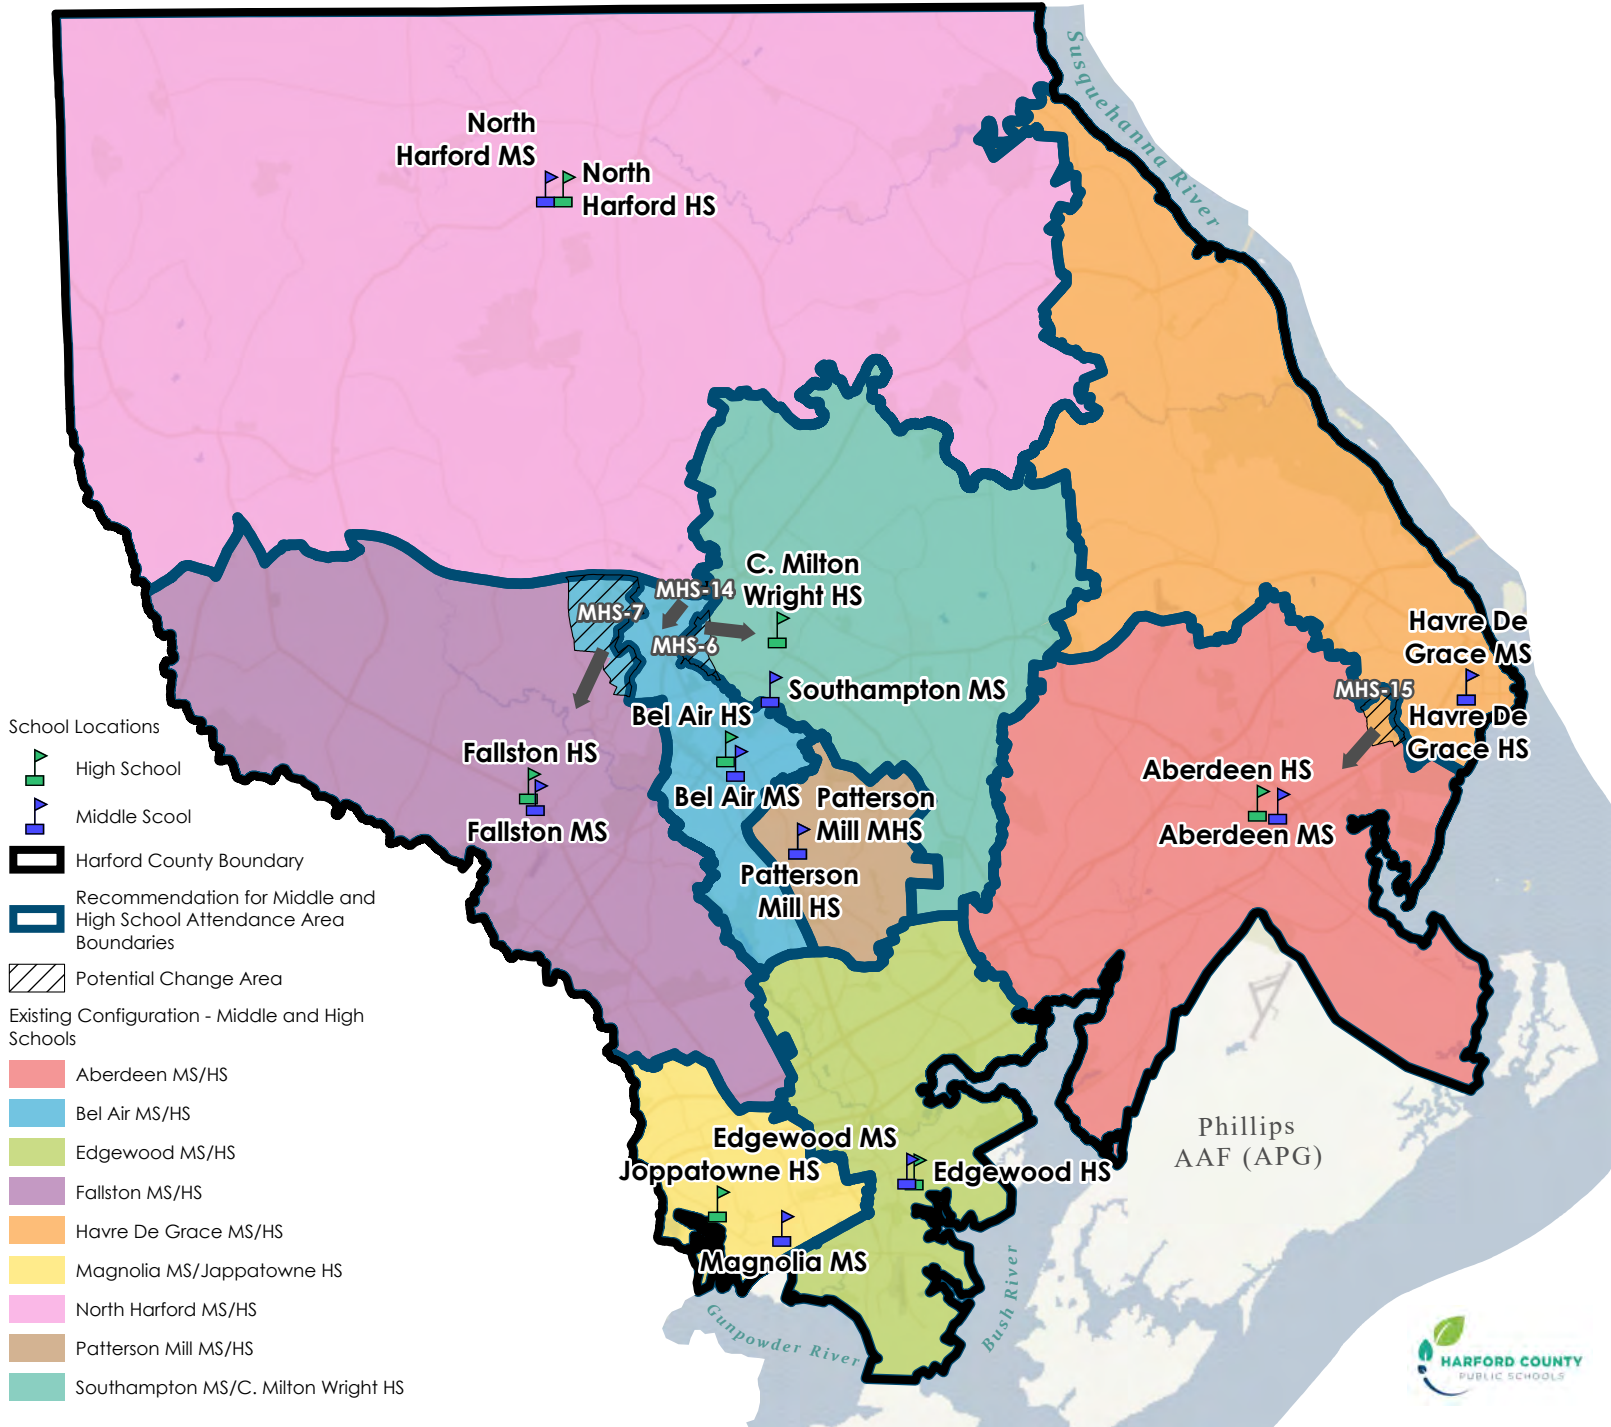 Susquehanna River
North
Harford MS
North
Harford HS
C. Milton
Wright HS
MHS-14
MHS-7
MHS-6
Southampton MS
Bel Air HS
Bel Air MS
Fallston HS
Fallston MS
Patterson
Mill MHS
Patterson
Mill HS
Havre De
Grace MS
MHS-15
Havre De
Grace HS
Aberdeen HS
Aberdeen MS
Edgewood MS
Joppatowne HS
Edgewood HS
Magnolia MS
Phillips
AAF (APG)
Bush River
Gunpowder River
School Locations
High School
Middle Scool
Harford County Boundary
Recommendation for Middle and
High School Attendance Area
Boundaries
Potential Change Area
Existing Configuration - Middle and High
Schools
Aberdeen MS/HS
Bel Air MS/HS
Edgewood MS/HS
Fallston MS/HS
Havre De Grace MS/HS
Magnolia MS/Jappatowne HS
North Harford MS/HS
Patterson Mill MS/HS
Southampton MS/C. Milton Wright HS
HARFORD COUNTY
PUBLIC SCHOOLS